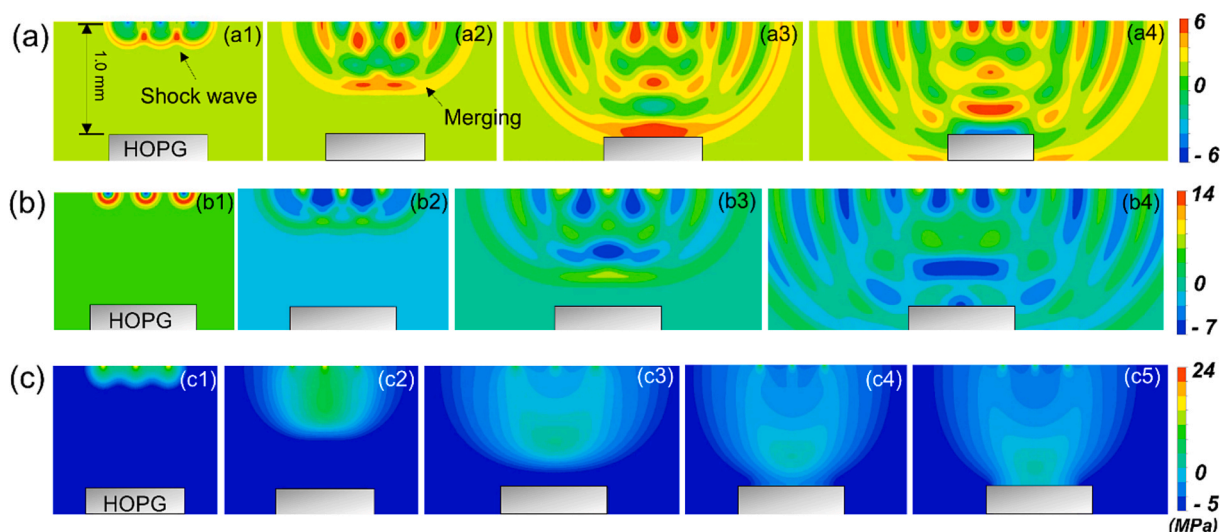 (a)
(a1)
(a2)
(a3)
(a4)
6
0
- 6
1.0 mm
Shock wave
Merging
HOPG
(b)
(b1)
(b2)
(b3)
(b4)
14
0
- 7
HOPG
(c)
(c1)
(c2)
(c3)
(c4)
(c5)
24
0
- 5
HOPG
(MPa)